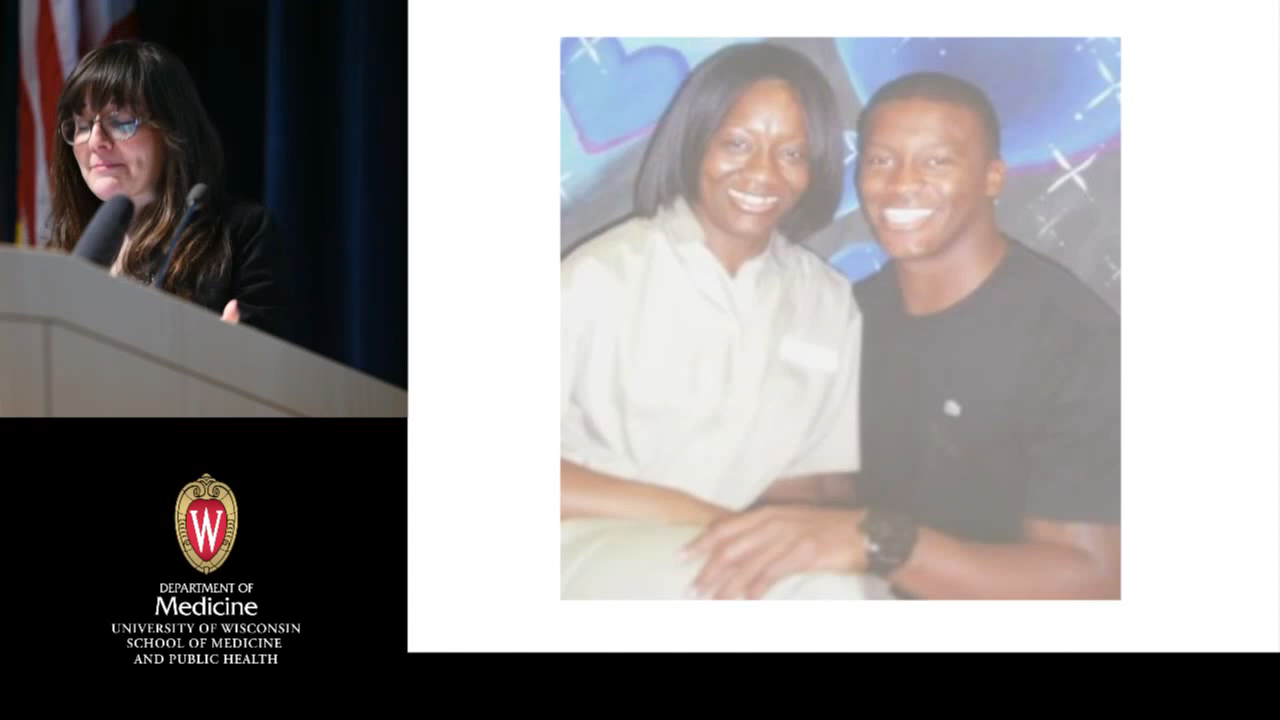 W
DEPARTMENT OF
Medicine
UNIVERSITY OF WISCONSIN
SCHOOL OF MEDICINE
AND PUBLIC HEALTH